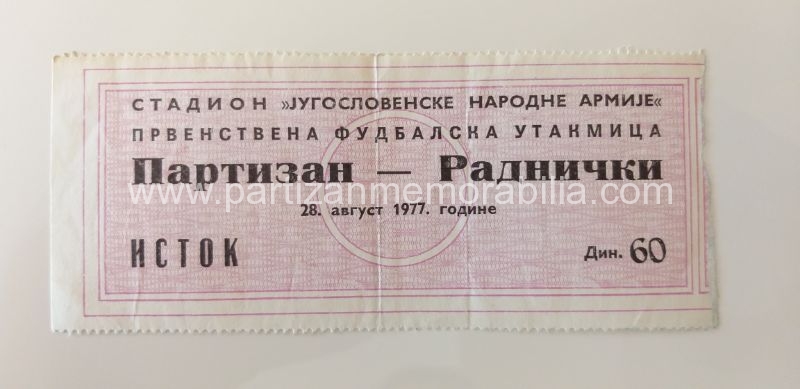 СТАДИОН »ЈУГОСЛОВЕНСКЕ НАРОДНЕ АРМИЈЕ«
ПРВЕНСТВЕНА ФУДБАЛСКА УТАКМИЦА
Партизан — Раднички
www.partizanmemorabilia.com
28. август 1977. године
ИСТОК
Дин. 60